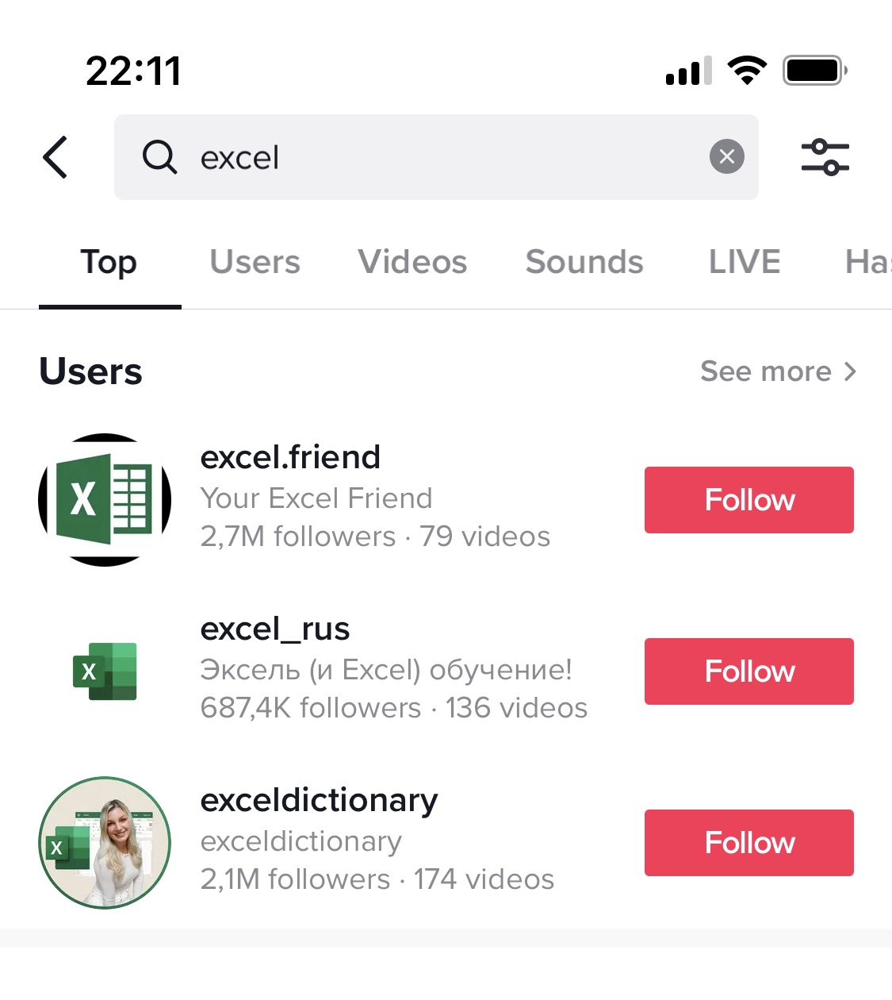 22:11
excel
Top Users Videos Sounds LIVE Has
Users
See more
excel.friend
Your Excel Friend
2,7M followers · 79 videos
Follow
excel_rus
Эксель (и Excel) обучение!
687,4K followers · 136 videos
Follow
exceldictionary
exceldictionary
2,1M followers · 174 videos
Follow